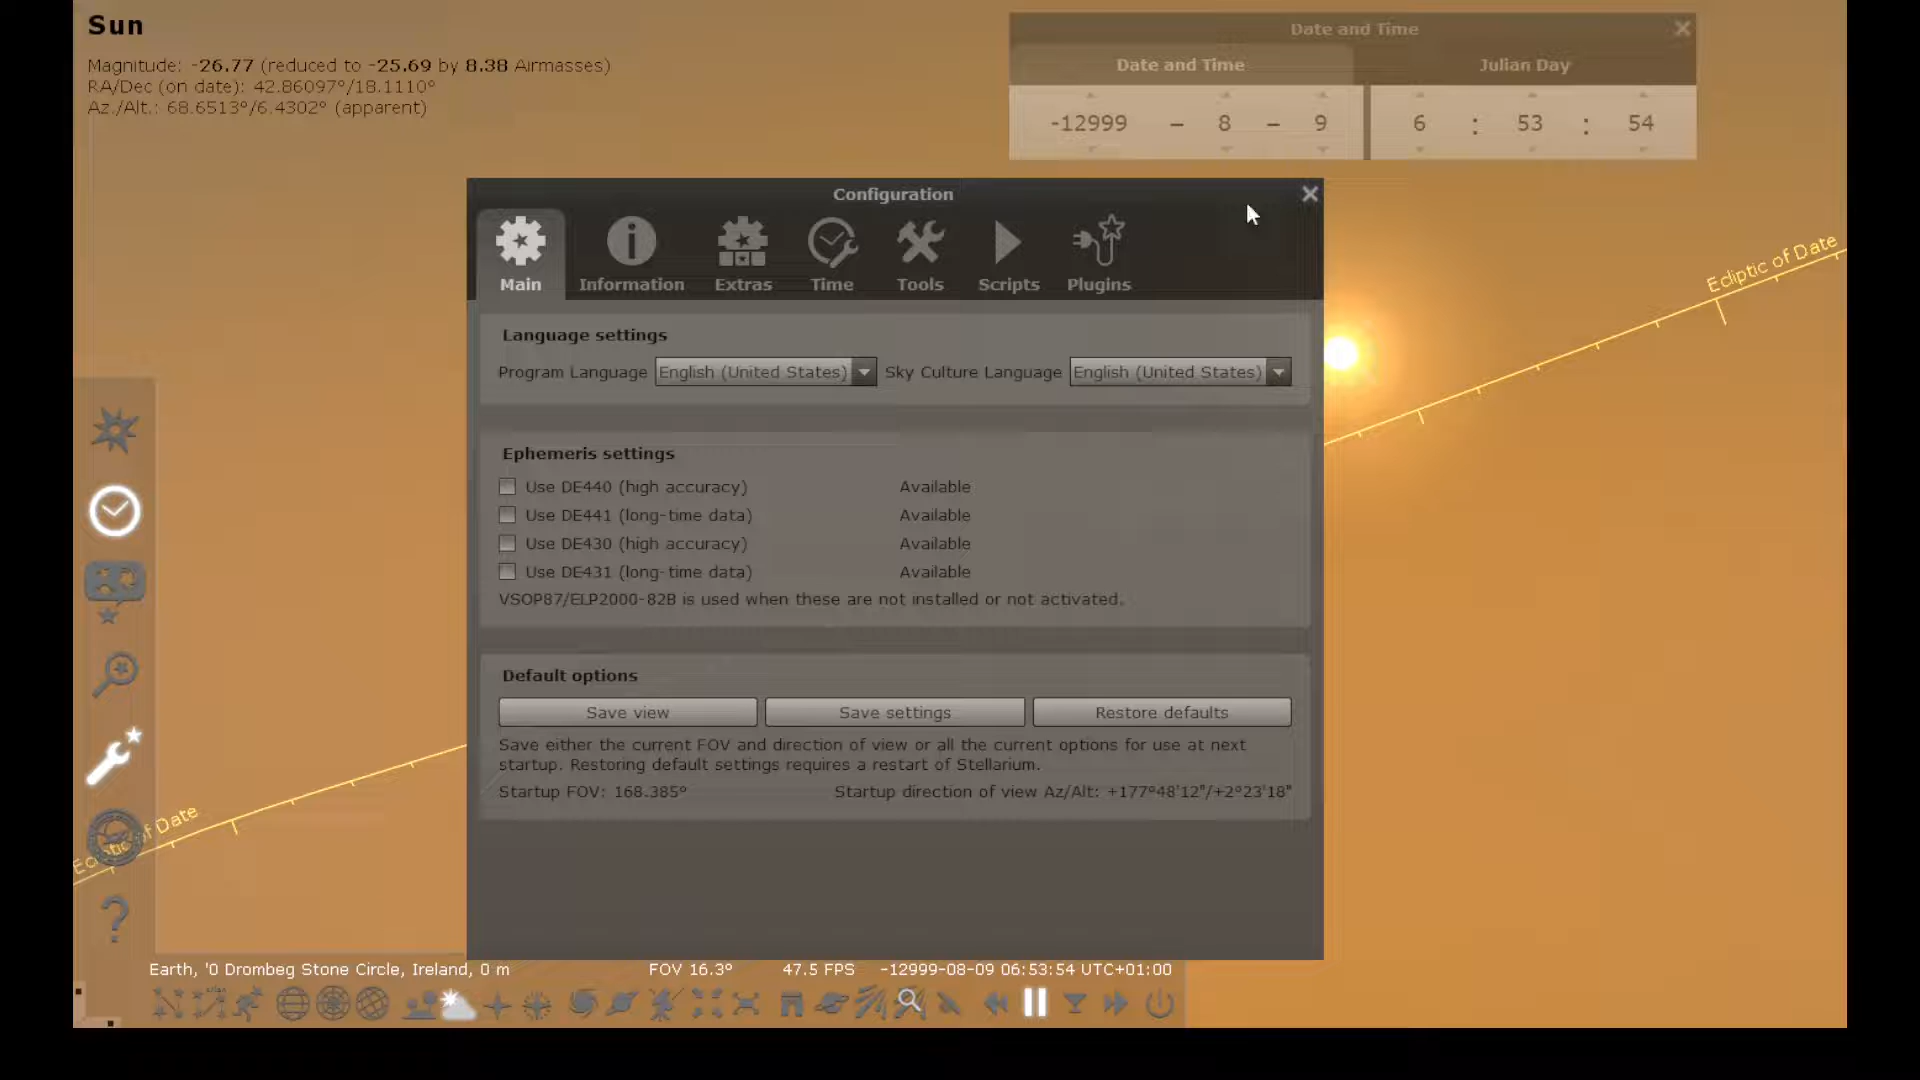 Sun
Magnitude: -26.77 (reduced to -25.69 by 8.38 Airmasses)
RA/Dec (on date): 42.86097°/18.1110°
Az./Alt.: 68.6513°/6.4302° (apparent)
Date and Time
Date and Time Julian Day
-12999 – 8 – 9 6 : 53 : 54
Configuration
Main Information Extras Time Tools Scripts Plugins
Ecliptic of Date
Language settings
Program Language English (United States) Sky Culture Language English (United States)
Ephemeris settings
Use DE440 (high accuracy) Available
Use DE441 (long-time data) Available
Use DE430 (high accuracy) Available
Use DE431 (long-time data) Available
VSOP87/ELP2000-82B is used when these are not installed or not activated.
Default options
Save view Save settings Restore defaults
Save either the current FOV and direction of view or all the current options for use at next
startup. Restoring default settings requires a restart of Stellarium.
Startup FOV: 168.385° Startup direction of view Az/Alt: +177°48'12"/+2°23'18"
of Date
Earth, '0 Drombeg Stone Circle, Ireland, 0 m FOV 16.3° 47.5 FPS -12999-08-09 06:53:54 UTC+01:00